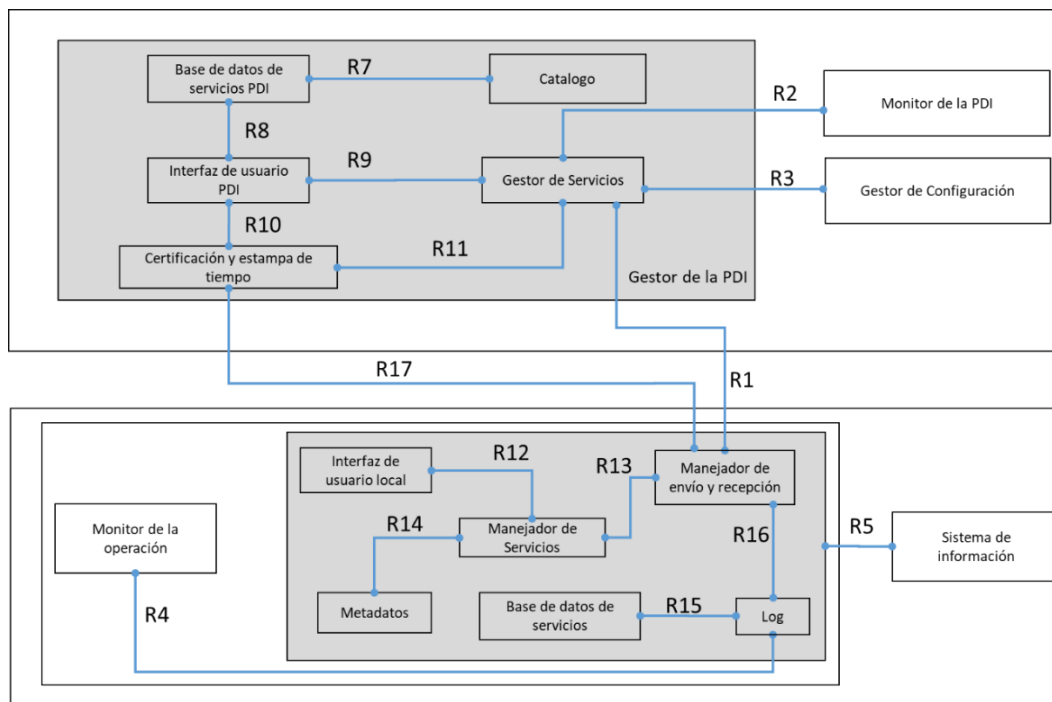 Base de datos de
servicios PDI
R7
Catalogo
R2
Monitor de la PDI
R8
Interfaz de usuario
PDI
R9
Gestor de Servicios
R3
Gestor de Configuración
R10
Certificación y estampa de
tiempo
R11
Gestor de la PDI
R17
R1
Interfaz de
usuario local
R12
R13
Manejador de
envío y recepción
Monitor de la
operación
R14
Manejador de
Servicios
R16
R5
Sistema de
información
R4
Metadatos
Base de datos de
servicios
R15
Log